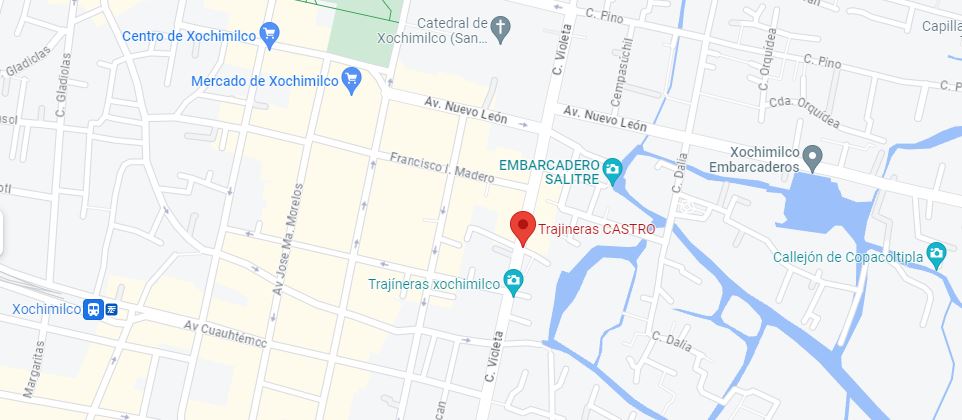 C. Pino
Catedral de
Xochimilco (San...
Centro de Xochimilco
Gladiolas
C. Gladiolas
C. Violeta
Cempasúchil
C. Orquídea
Capilla
C. Pino
Mercado de Xochimilco
Av. Nuevo León
Av. Nuevo León
Cda. Orquídea
Francisco I. Madero
EMBARCADERO
SALITRE
Xochimilco
Embarcaderos
C. Dalia
Av. Jose Ma. Morelos
Trajineras CASTRO
Callejón de Copacoltipla
Trajíneras xochimilco
Xochimilco
Av Cuauhtémoc
C. Dalia
C. Violeta
Margaritas